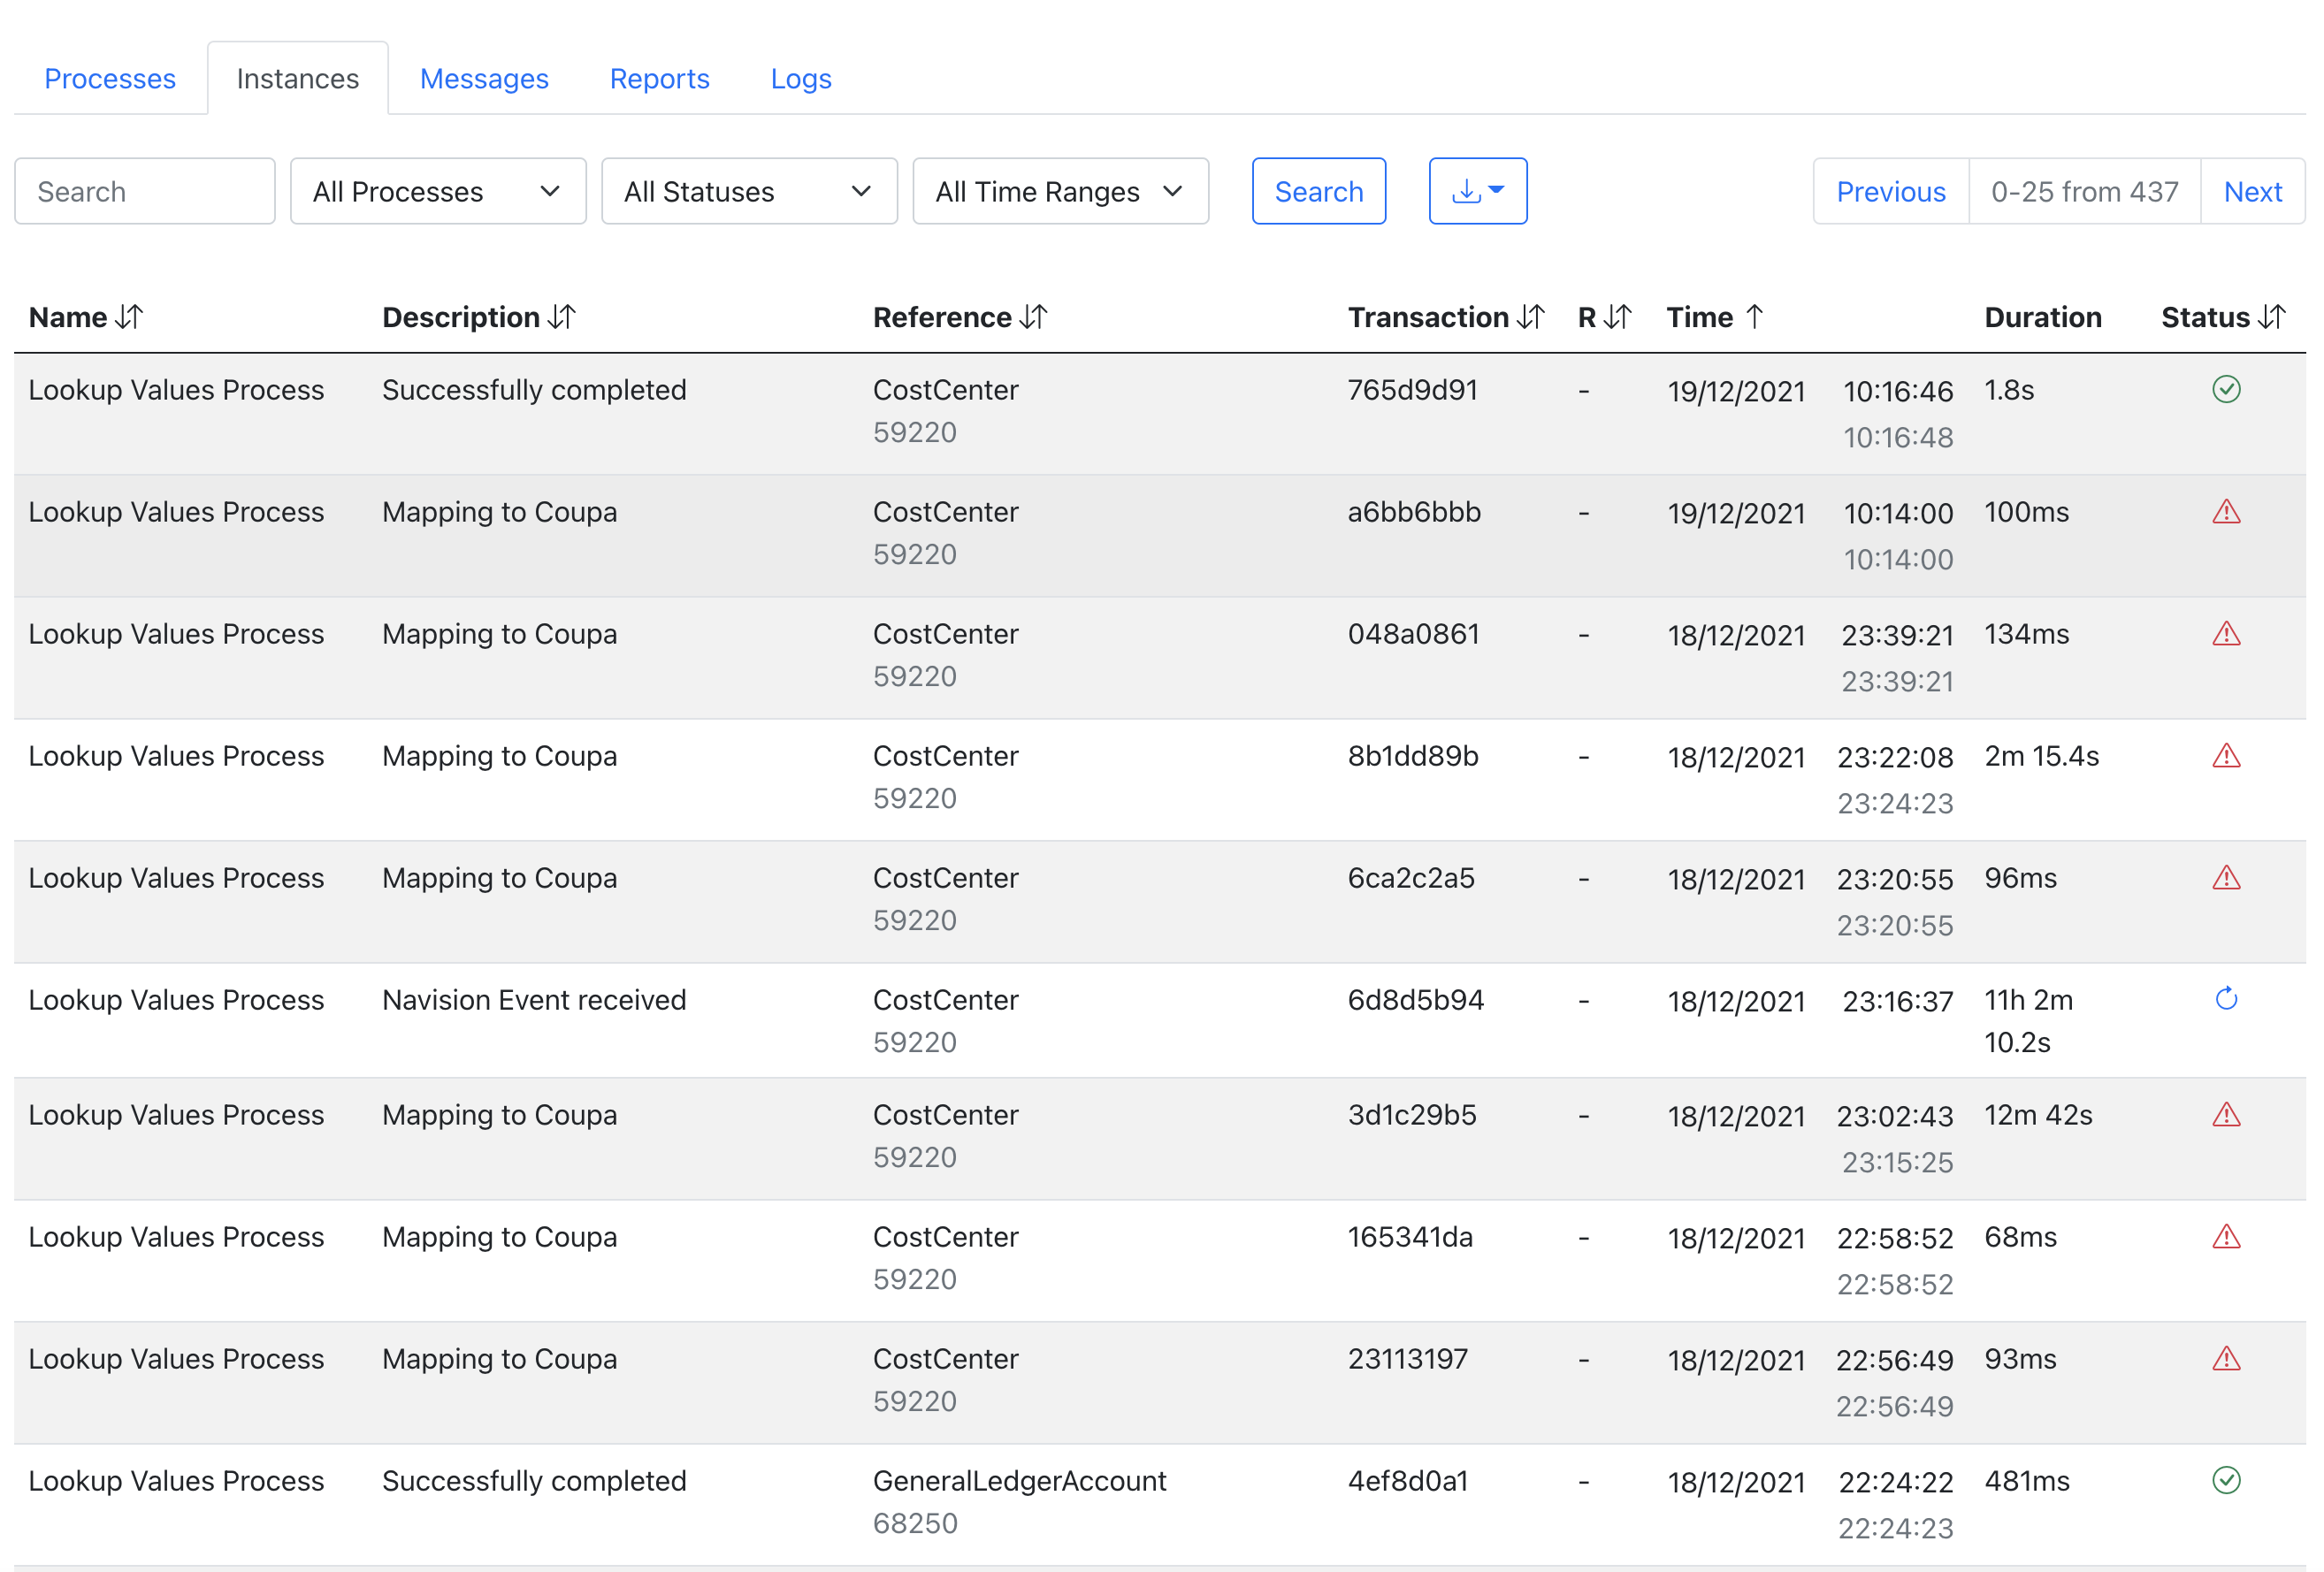 Processes Instances Messages Reports Logs
Search All Processes All Statuses All Time Ranges Search Previous 0-25 from 437 Next
Name Description Reference Transaction R Time Duration Status
Lookup Values Process Successfully completed CostCenter 765d9d91 - 19/12/2021 10:16:46 1.8s
59220 10:16:48
Lookup Values Process Mapping to Coupa CostCenter a6bb6bbb - 19/12/2021 10:14:00 100ms
59220 10:14:00
Lookup Values Process Mapping to Coupa CostCenter 048a0861 - 18/12/2021 23:39:21 134ms
59220 23:39:21
Lookup Values Process Mapping to Coupa CostCenter 8b1dd89b - 18/12/2021 23:22:08 2m 15.4s
59220 23:24:23
Lookup Values Process Mapping to Coupa CostCenter 6ca2c2a5 - 18/12/2021 23:20:55 96ms
59220 23:20:55
Lookup Values Process Navision Event received CostCenter 6d8d5b94 - 18/12/2021 23:16:37 11h 2m
59220 10.2s
Lookup Values Process Mapping to Coupa CostCenter 3d1c29b5 - 18/12/2021 23:02:43 12m 42s
59220 23:15:25
Lookup Values Process Mapping to Coupa CostCenter 165341da - 18/12/2021 22:58:52 68ms
59220 22:58:52
Lookup Values Process Mapping to Coupa CostCenter 23113197 - 18/12/2021 22:56:49 93ms
59220 22:56:49
Lookup Values Process Successfully completed GeneralLedgerAccount 4ef8d0a1 - 18/12/2021 22:24:22 481ms
68250 22:24:23